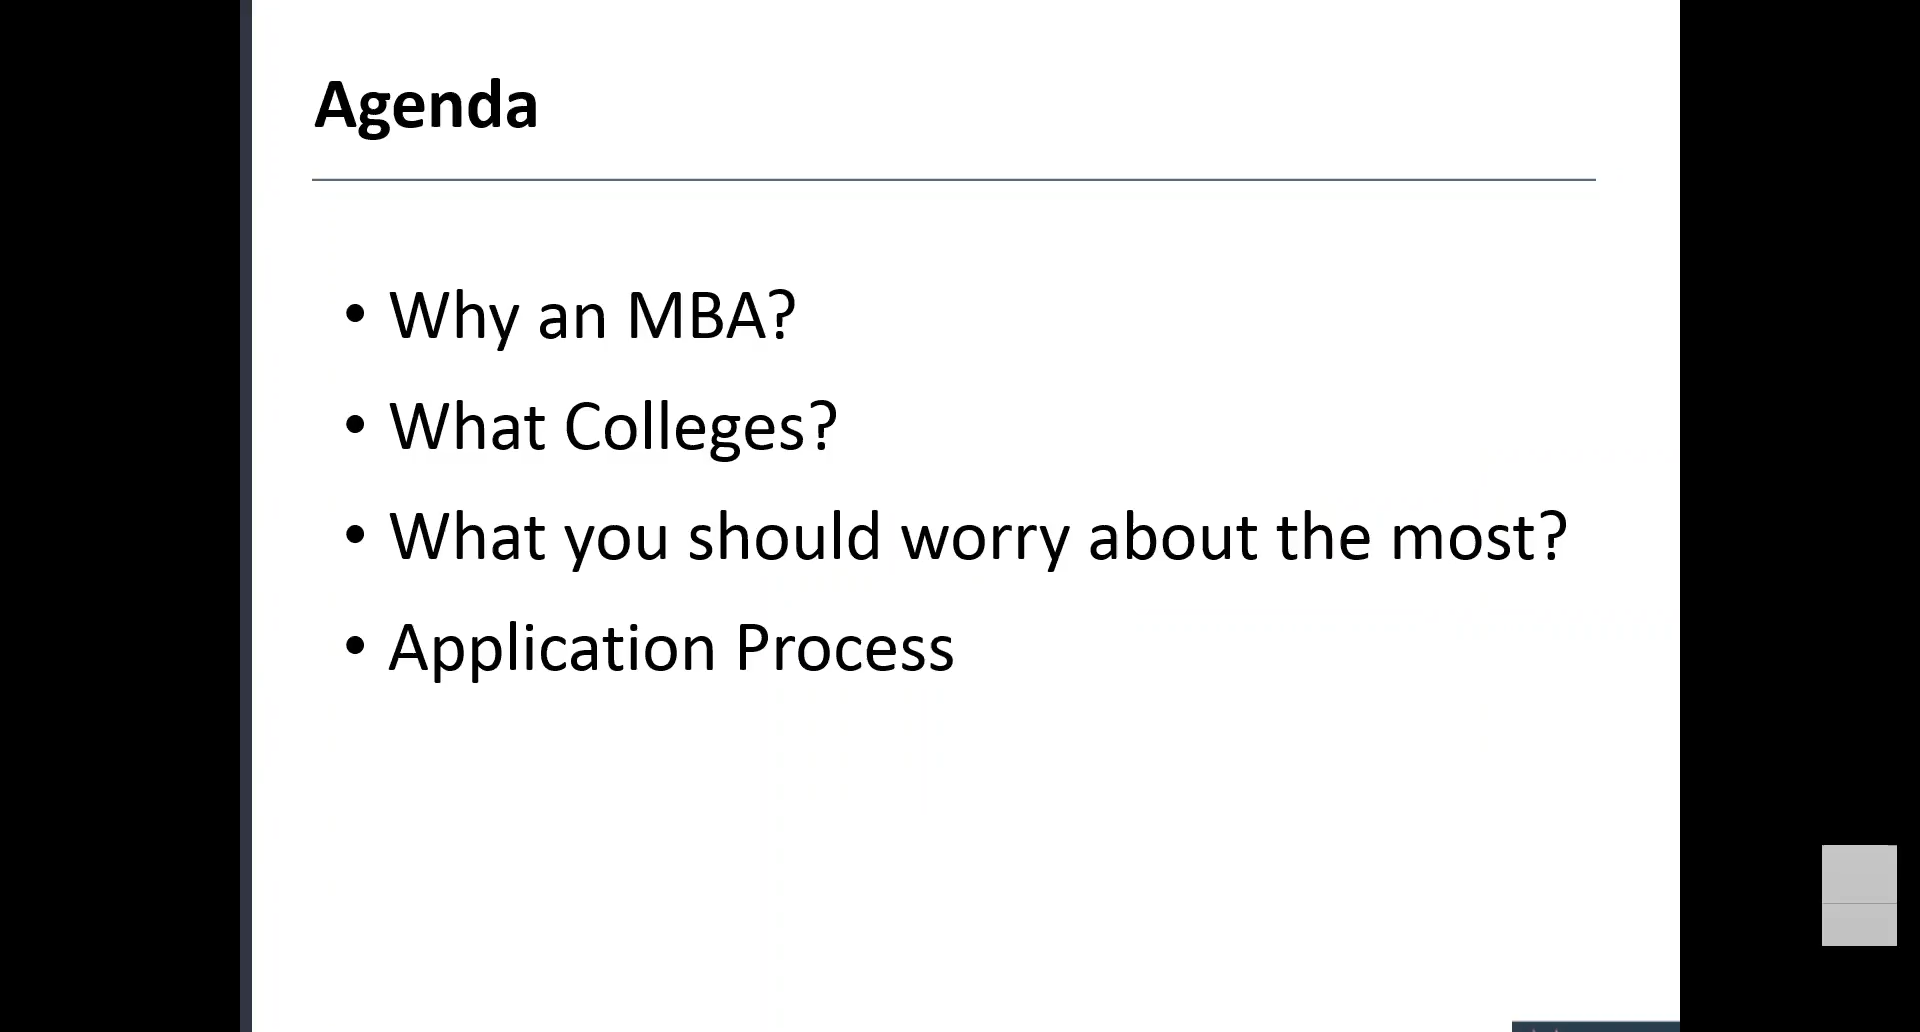 Agenda
• Why an MBA?
• What Colleges?
• What you should worry about the most?
• Application Process